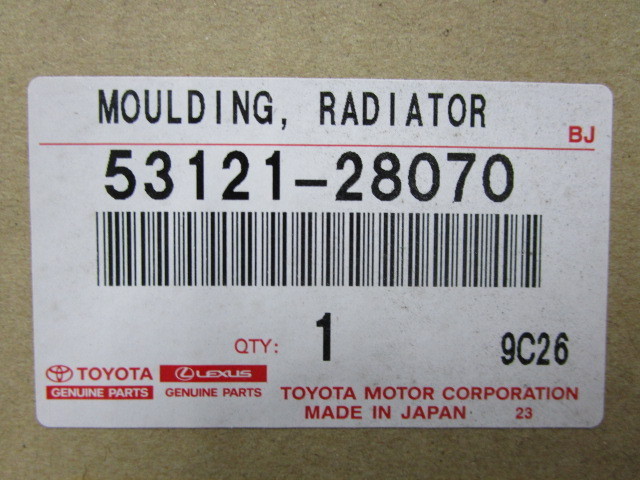 MOULDING, RADIATOR
BJ
53121-28070
QTY: 1
9C26
TOYOTA LEXUS
GENUINE PARTS GENUINE PARTS
TOYOTA MOTOR CORPORATION
MADE IN JAPAN 23